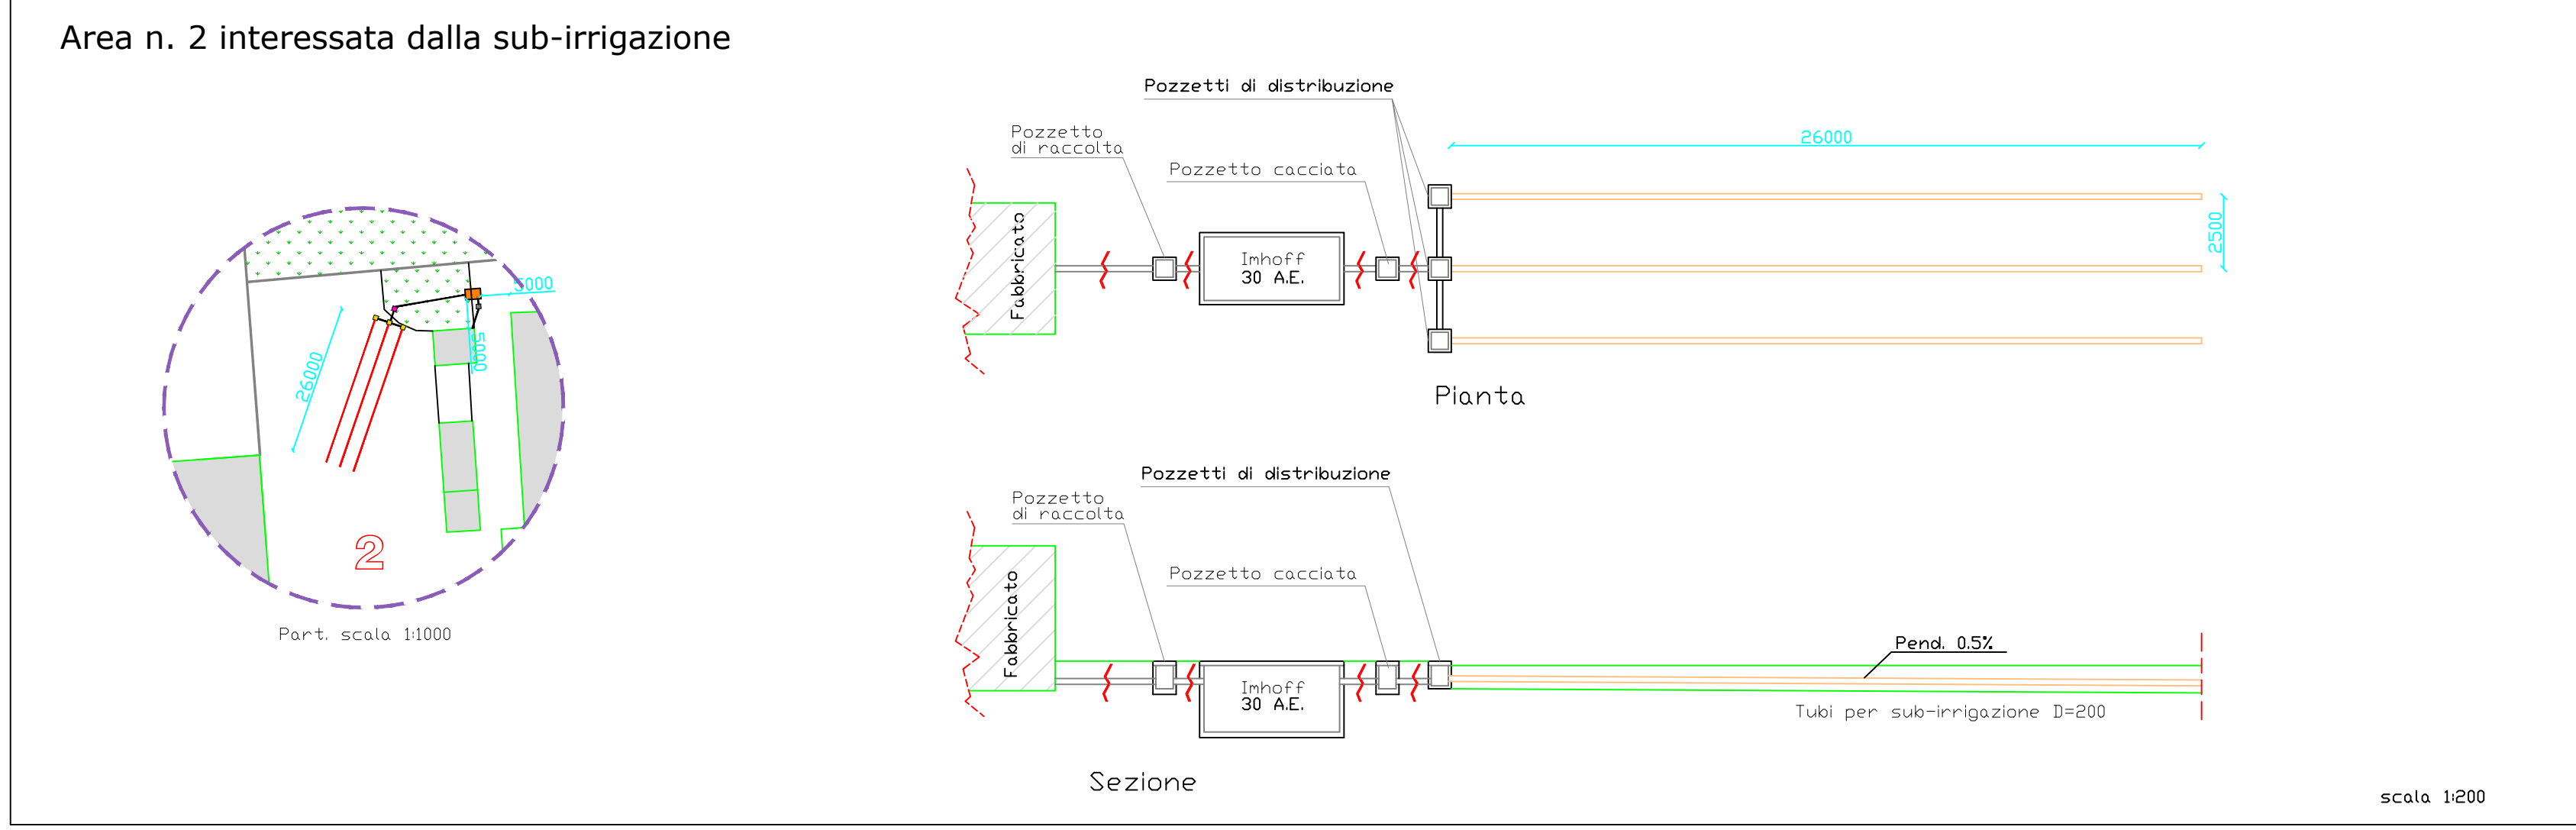 Area n. 2 interessata dalla sub-irrigazione
5000
5000
26000
2
Part. scala 1:1000
Pozzetti di distribuzione
Pozzetto
di raccolta
Pozzetto cacciata
26000
2500
Fabbricato
Imhoff
30 A.E.
Pianta
Pozzetti di distribuzione
Pozzetto
di raccolta
Pozzetto cacciata
Fabbricato
Imhoff
30 A.E.
Pend. 0.5%
Tubi per sub-irrigazione D=200
Sezione
scala 1:200